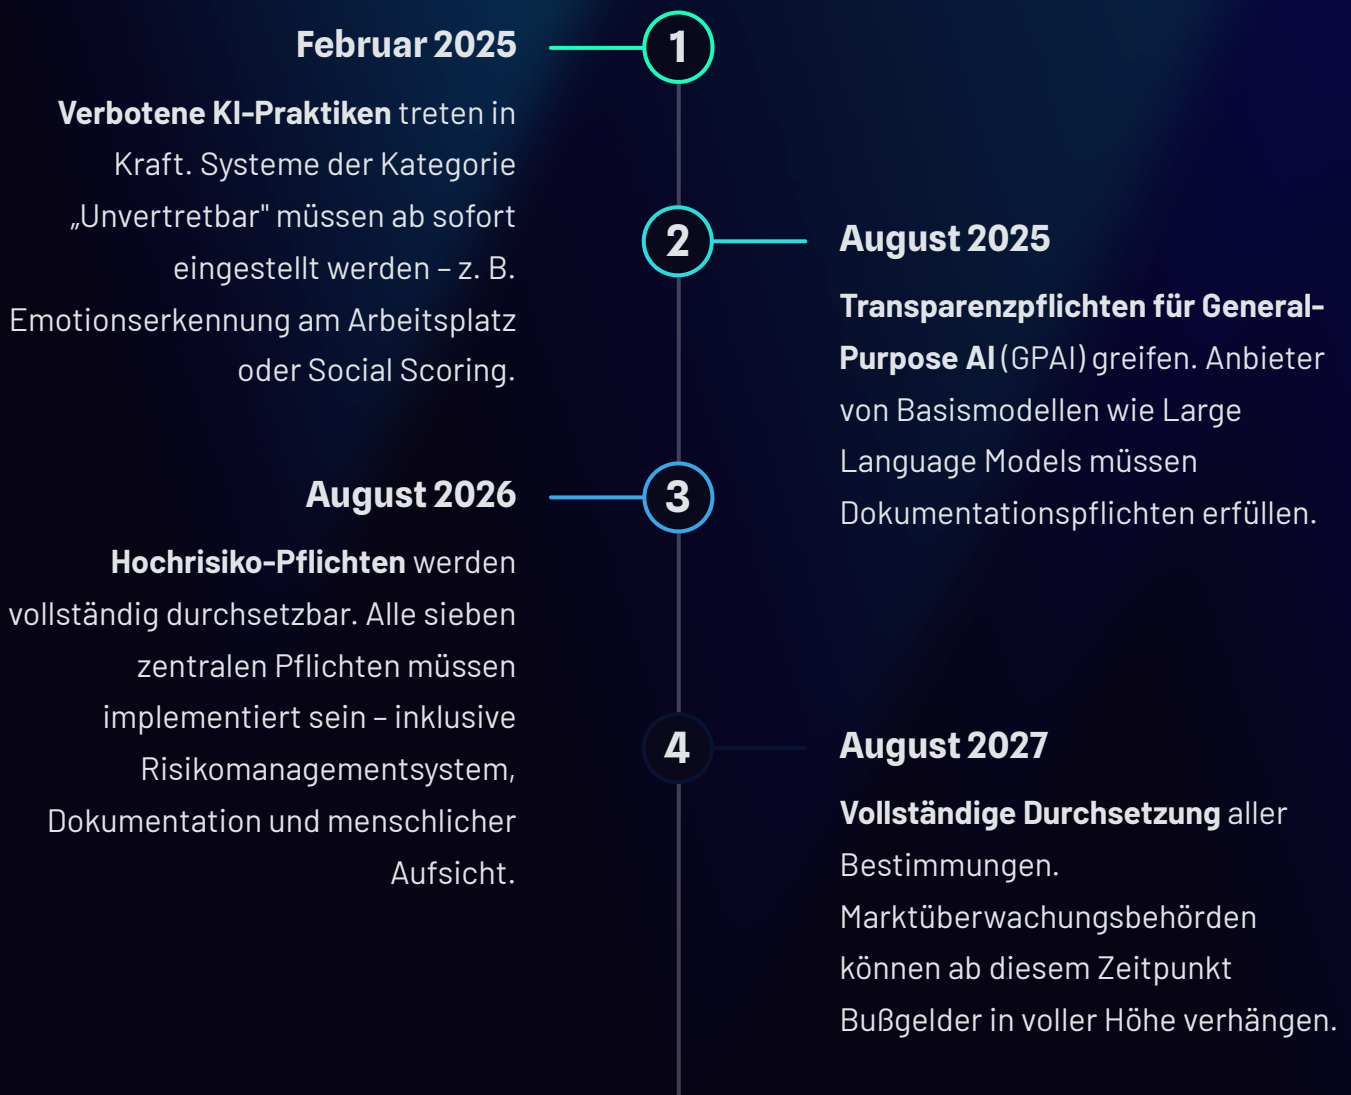 Februar 2025
1
Verbotene KI-Praktiken treten in
Kraft. Systeme der Kategorie
„Unvertretbar" müssen ab sofort
eingestellt werden – z. B.
Emotionserkennung am Arbeitsplatz
oder Social Scoring.
2
August 2025
Transparenzpflichten für General-
Purpose AI (GPAI) greifen. Anbieter
von Basismodellen wie Large
Language Models müssen
Dokumentationspflichten erfüllen.
August 2026
3
Hochrisiko-Pflichten werden
vollständig durchsetzbar. Alle sieben
zentralen Pflichten müssen
implementiert sein – inklusive
Risikomanagementsystem,
Dokumentation und menschlicher
Aufsicht.
4
August 2027
Vollständige Durchsetzung aller
Bestimmungen.
Marktüberwachungsbehörden
können ab diesem Zeitpunkt
Bußgelder in voller Höhe verhängen.